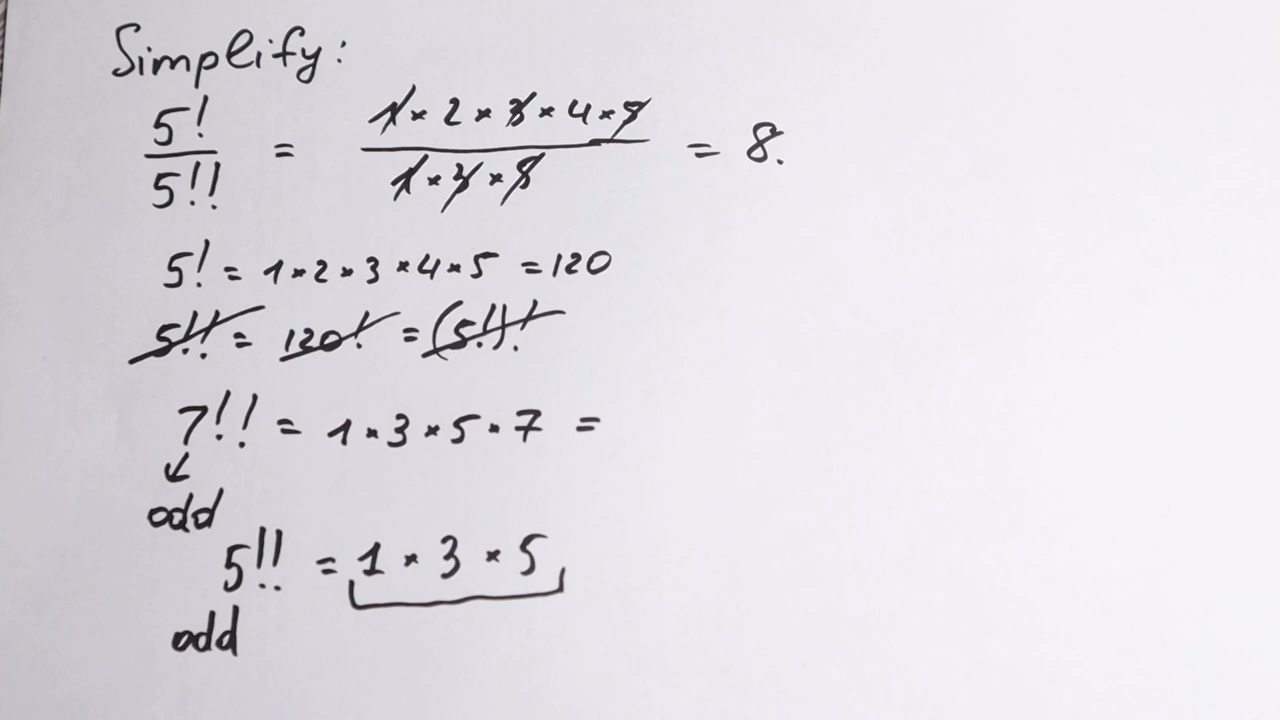 Simplify:
5!/5!! = (1 × 2 × 3 × 4 × 5)/(1 × 3 × 5) = 8.
5! = 1 × 2 × 3 × 4 × 5 = 120
5!! = 120! = (5!)!
7!! = 1 × 3 × 5 × 7 =
odd
5!! = 1 × 3 × 5
odd